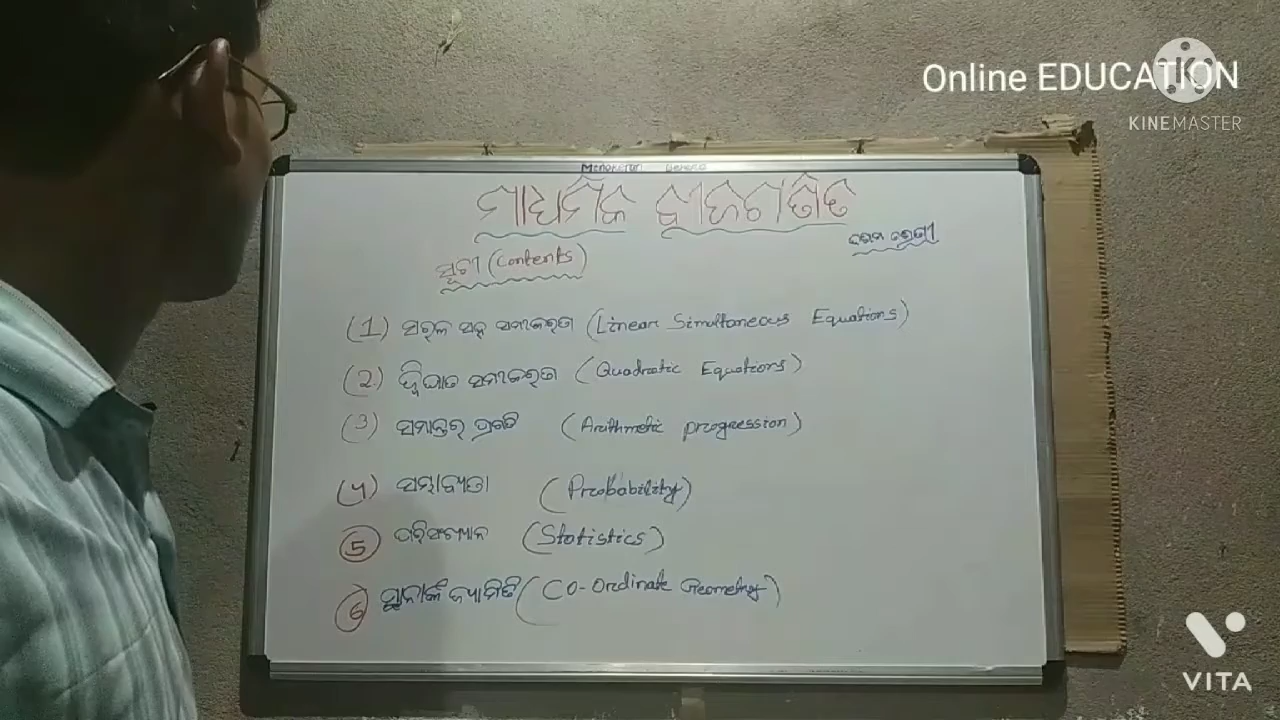 Online EDUCATION
KINEMASTER
ମାଧ୍ୟମିକ ବୀଜଗଣିତ
ଦଶମ ଶ୍ରେଣୀ
ସୂଚୀ (Contents)
(1) ସରଳ ସହ ସମୀକରଣ (Linear Simultaneous Equations)
(2) ଦ୍ୱିଘାତ ସମୀକରଣ (Quadratic Equations)
(3) ସମାନ୍ତର ପ୍ରଗତି (Arithmetic progression)
(4) ସମ୍ଭାବ୍ୟତା (Probability)
5 ପରିସଂଖ୍ୟାନ (Statistics)
6 ସ୍ଥାନାଙ୍କ ଜ୍ୟାମିତି (CO-Ordinate Geometry)
VITA